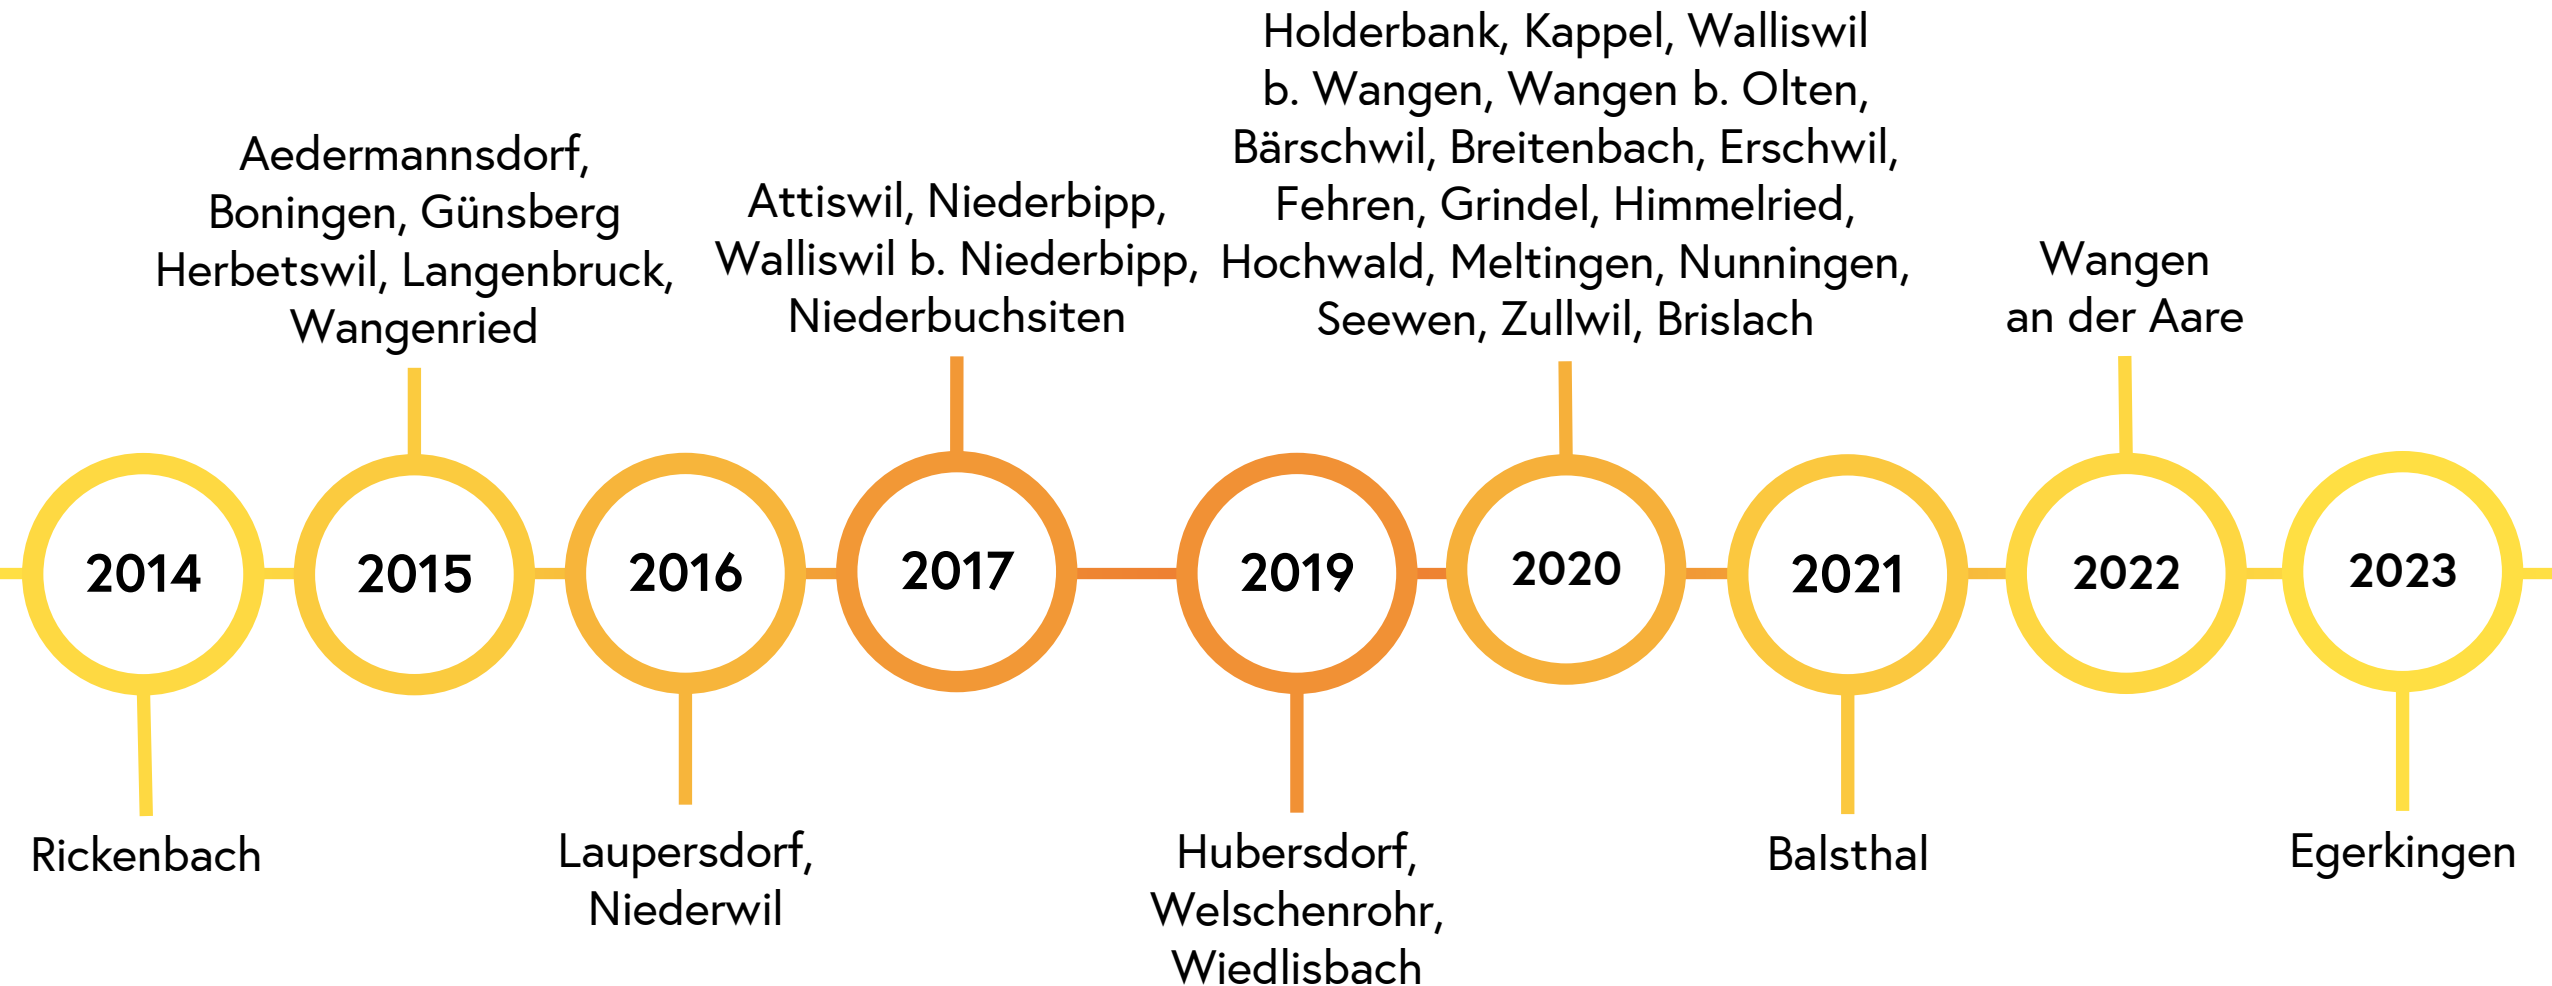 Holderbank, Kappel, Walliswil
b. Wangen, Wangen b. Olten,
Bärschwil, Breitenbach, Erschwil,
Fehren, Grindel, Himmelried,
Hochwald, Meltingen, Nunningen,
Seewen, Zullwil, Brislach
Aedermannsdorf,
Boningen, Günsberg
Herbetswil, Langenbruck,
Wangenried
Attiswil, Niederbipp,
Walliswil b. Niederbipp,
Niederbuchsiten
Wangen
an der Aare
2014
2015
2016
2017
2019
2020
2021
2022
2023
Rickenbach
Laupersdorf,
Niederwil
Hubersdorf,
Welschenrohr,
Wiedlisbach
Balsthal
Egerkingen